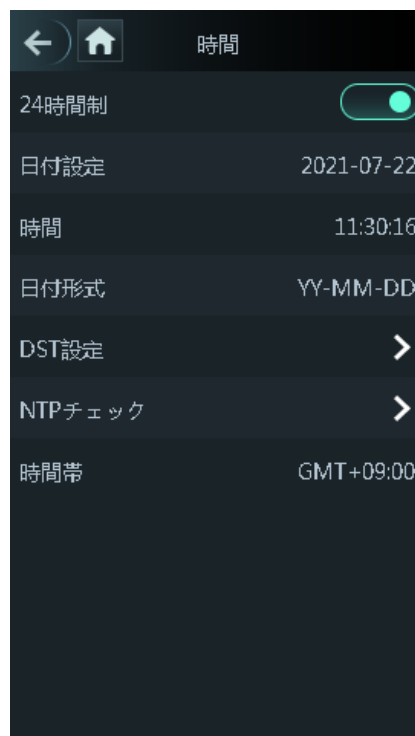 時間
24時間制
日付設定 2021-07-22
時間 11:30:16
日付形式 YY-MM-DD
DST設定
NTPチェック
時間帯 GMT+09:00